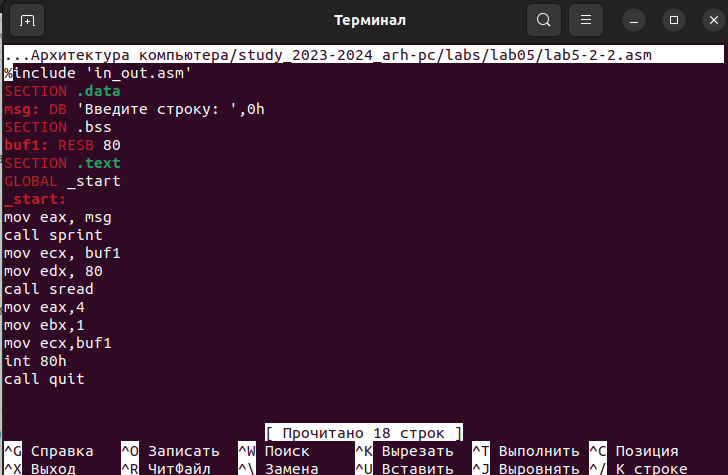 Терминал
...Архитектура компьютера/study_2023-2024_arh-pc/labs/lab05/lab5-2-2.asm
%include 'in_out.asm'
SECTION .data
msg: DB 'Введите строку: ',0h
SECTION .bss
buf1: RESB 80
SECTION .text
GLOBAL _start
_start:
mov eax, msg
call sprint
mov ecx, buf1
mov edx, 80
call sread
mov eax,4
mov ebx,1
mov ecx,buf1
int 80h
call quit
[ Прочитано 18 строк ]
^G Справка ^O Записать ^W Поиск ^K Вырезать ^T Выполнить ^C Позиция
^X Выход ^R ЧитФайл ^\ Замена ^U Вставить ^J Выровнять ^/ К строке